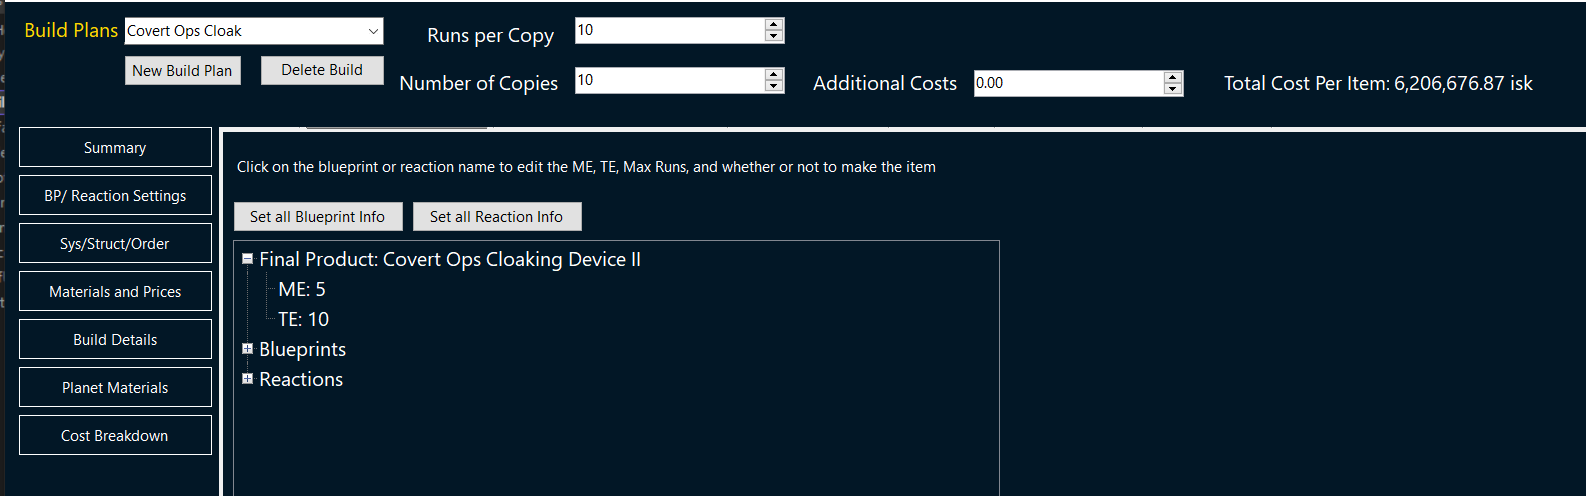 Build Plans
Covert Ops Cloak
Runs per Copy
10
New Build Plan
Delete Build
Number of Copies
10
Additional Costs
0.00
Total Cost Per Item: 6,206,676.87 isk
Summary
BP/ Reaction Settings
Sys/Struct/Order
Materials and Prices
Build Details
Planet Materials
Cost Breakdown
Click on the blueprint or reaction name to edit the ME, TE, Max Runs, and whether or not to make the item
Set all Blueprint Info
Set all Reaction Info
Final Product: Covert Ops Cloaking Device II
ME: 5
TE: 10
Blueprints
Reactions